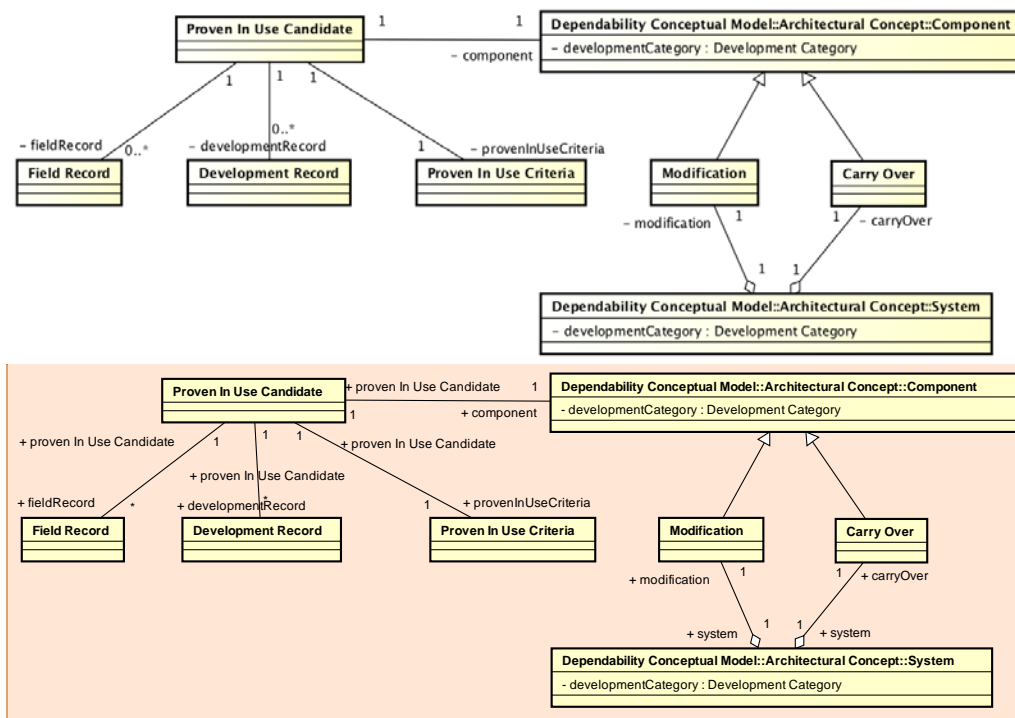 Proven In Use Candidate
1
1
Dependability Conceptual Model::Architectural Concept::Component
- developmentCategory : Development Category
- component
1
1
1
0..*
- fieldRecord
0..*
- developmentRecord
1
- provenInUseCriteria
Field Record
Development Record
Proven In Use Criteria
Modification
Carry Over
- modification
1
1
- carryOver
1
1
Dependability Conceptual Model::Architectural Concept::System
- developmentCategory : Development Category
Proven In Use Candidate
+ proven In Use Candidate
1
Dependability Conceptual Model::Architectural Concept::Component
1
+ component
- developmentCategory : Development Category
+ proven In Use Candidate
1
1
1
+ proven In Use Candidate
+ proven In Use Candidate
+ fieldRecord
*
+ developmentRecord
*
1
+ provenInUseCriteria
Field Record
Development Record
Proven In Use Criteria
Modification
Carry Over
+ modification
1
1
+ carryOver
+ system
1
1
+ system
Dependability Conceptual Model::Architectural Concept::System
- developmentCategory : Development Category